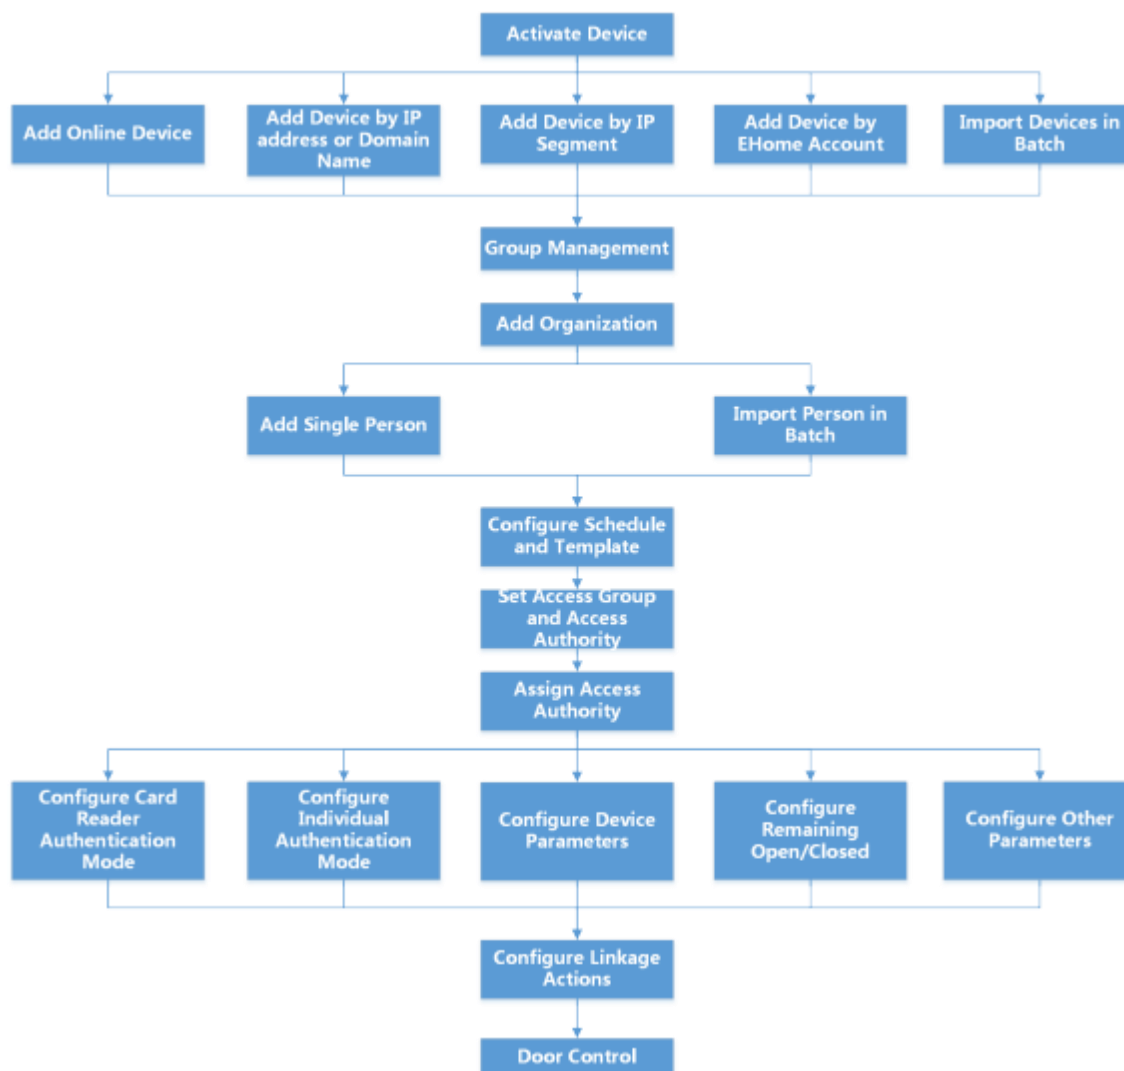 Activate Device
Add Online Device
Add Device by IP
address or Domain
Name
Add Device by IP
Segment
Add Device by
EHome Account
Import Devices in
Batch
Group Management
Add Organization
Add Single Person
Import Person in
Batch
Configure Schedule
and Template
Set Access Group
and Access
Authority
Assign Access
Authority
Configure Card
Reader
Authentication
Mode
Configure
Individual
Authentication
Mode
Configure Device
Parameters
Configure
Remaining
Open/Closed
Configure Other
Parameters
Configure Linkage
Actions
Door Control